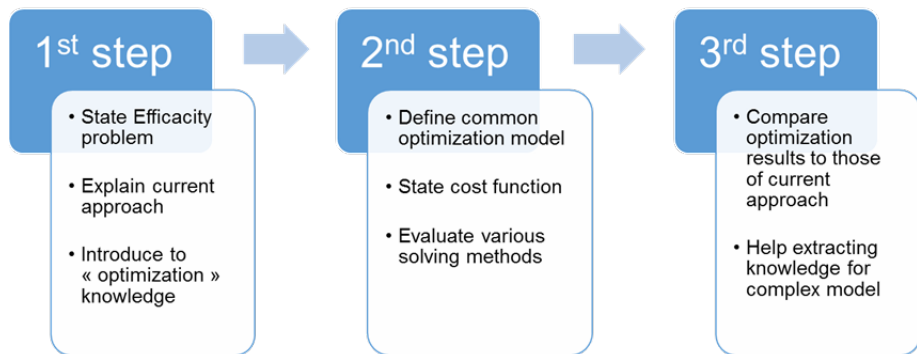 1st step
• State Efficacity
problem
• Explain current
approach
• Introduce to
« optimization »
knowledge
2nd step
• Define common
optimization model
• State cost function
• Evaluate various
solving methods
3rd step
• Compare
optimization
results to those
of current
approach
• Help extracting
knowledge for
complex model